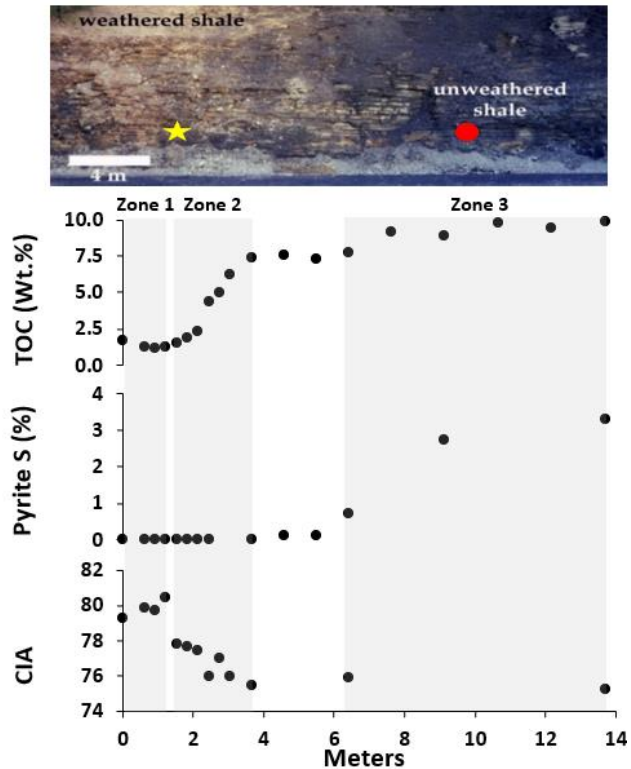 weathered shale
unweathered
shale
4 m
Zone 1 Zone 2 Zone 3
TOC (Wt.%)
10.0
7.5
5.0
2.5
0.0
Pyrite S (%)
4
3
2
1
0
CIA
82
80
78
76
74
0 2 4 6 8 10 12 14
Meters